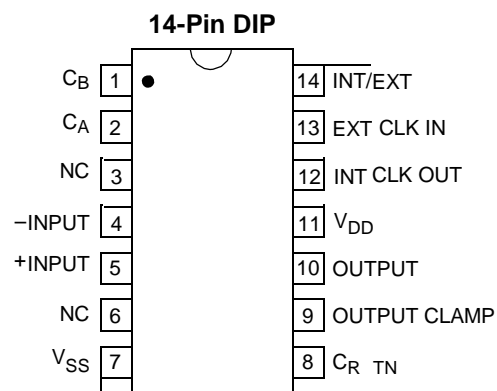 14-Pin DIP
C_B 1 14 INT/EXT
C_A 2 13 EXT CLK IN
NC 3 12 INT CLK OUT
–INPUT 4 11 V_DD
+INPUT 5 10 OUTPUT
NC 6 9 OUTPUT CLAMP
V_SS 7 8 C_R TN